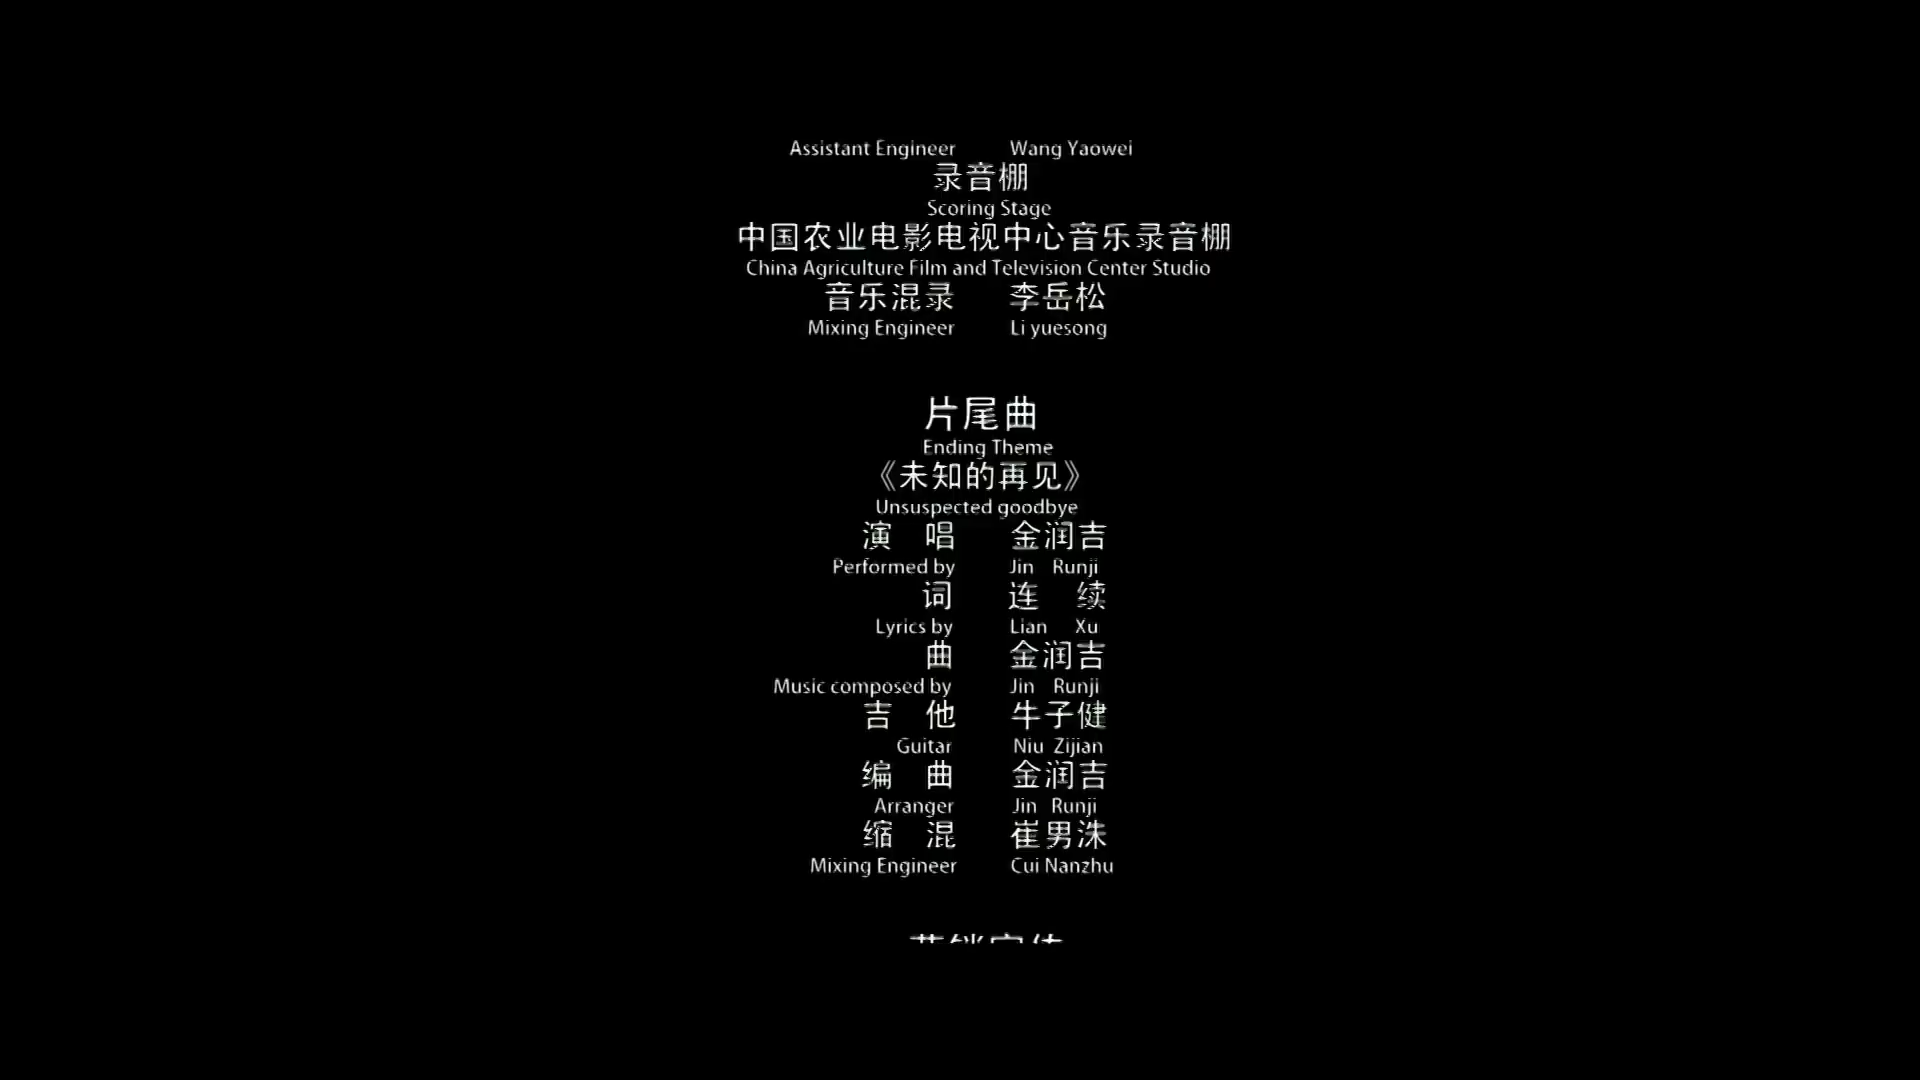 Assistant Engineer Wang Yaowei
录音棚
Scoring Stage
中国农业电影电视中心音乐录音棚
China Agriculture Film and Television Center Studio
音乐混录 李岳松
Mixing Engineer Li yuesong
片尾曲
Ending Theme
《未知的再见》
Unsuspected goodbye
演 唱 金润吉
Performed by Jin Runji
词 连 续
Lyrics by Lian Xu
曲 金润吉
Music composed by Jin Runji
吉 他 牛子健
Guitar Niu Zijian
编 曲 金润吉
Arranger Jin Runji
缩 混 崔男洙
Mixing Engineer Cui Nanzhu